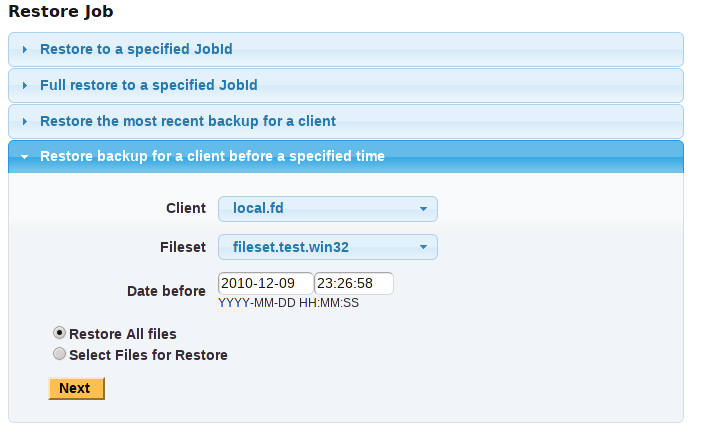 Restore Job
Restore to a specified JobId
Full restore to a specified JobId
Restore the most recent backup for a client
Restore backup for a client before a specified time
Client local.fd
Fileset fileset.test.win32
Date before 2010-12-09 23:26:58
YYYY-MM-DD HH:MM:SS
Restore All files
Select Files for Restore
Next